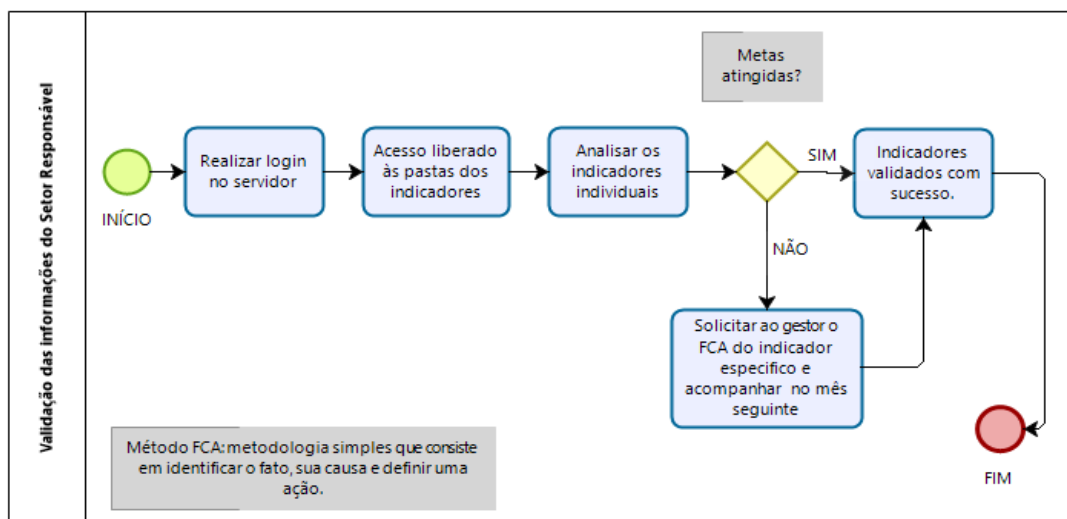 Validação das Informações do Setor Responsável
Metas
atingidas?
INÍCIO
Realizar login
no servidor
Acesso liberado
às pastas dos
indicadores
Analisar os
indicadores
individuais
SIM
Indicadores
validados com
sucesso.
NÃO
Solicitar ao gestor o
FCA do indicador
especifico e
acompanhar no mês
seguinte
FIM
Método FCA: metodologia simples que consiste
em identificar o fato, sua causa e definir uma
ação.